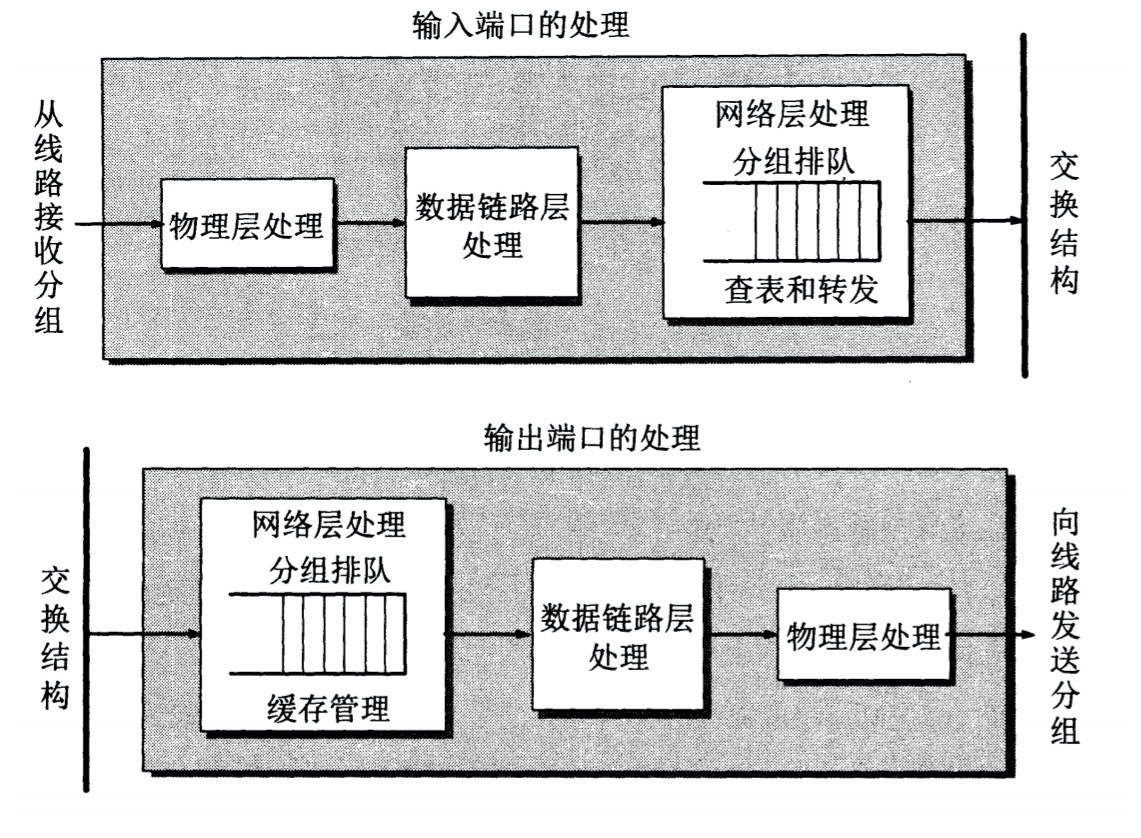 输入端口的处理
从线路接收分组
物理层处理
数据链路层
处理
网络层处理
分组排队
查表和转发
交换结构
输出端口的处理
交换结构
网络层处理
分组排队
缓存管理
数据链路层
处理
物理层处理
向线路发送分组